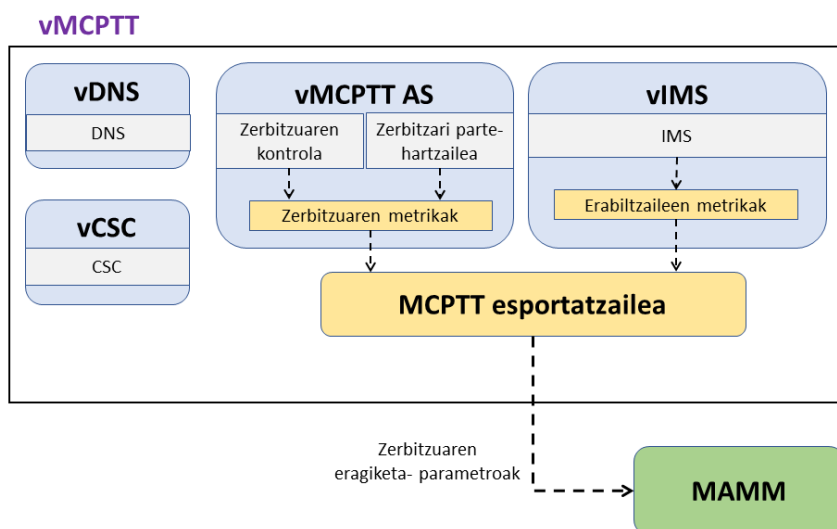 vMCPTT
vDNS
DNS
vCSC
CSC
vMCPTT AS
Zerbitzuaren
kontrola
Zerbitzari parte-
hartzailea
Zerbitzuaren metrikak
vIMS
IMS
Erabiltzaileen metrikak
MCPTT esportatzailea
Zerbitzuaren
eragiketa- parametroak
MAMM